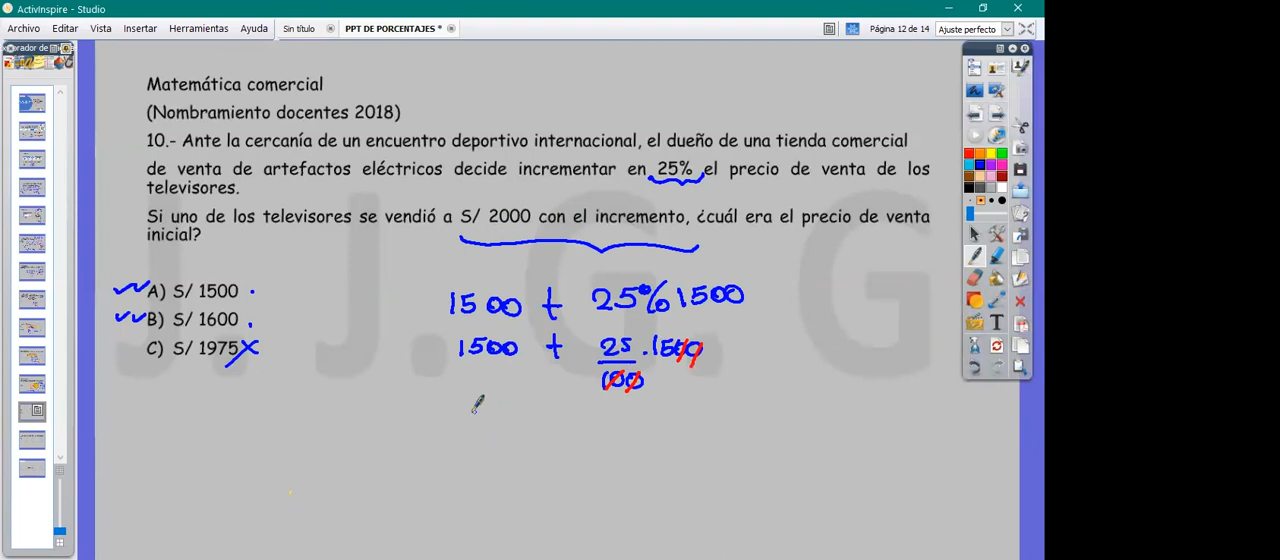 ActivInspire - Studio
Archivo Editar Vista Insertar Herramientas Ayuda Sin título PPT DE PORCENTAJES * Página 12 de 14 Ajuste perfecto
Matemática comercial
(Nombramiento docentes 2018)
10.- Ante la cercanía de un encuentro deportivo internacional, el dueño de una tienda comercial
de venta de artefactos eléctricos decide incrementar en 25% el precio de venta de los
televisores.
Si uno de los televisores se vendió a S/ 2000 con el incremento, ¿cuál era el precio de venta
inicial?
A) S/ 1500
B) S/ 1600
C) S/ 1975
1500 + 25% 1500
1500 + 25/100 . 1500
J. J. G. G